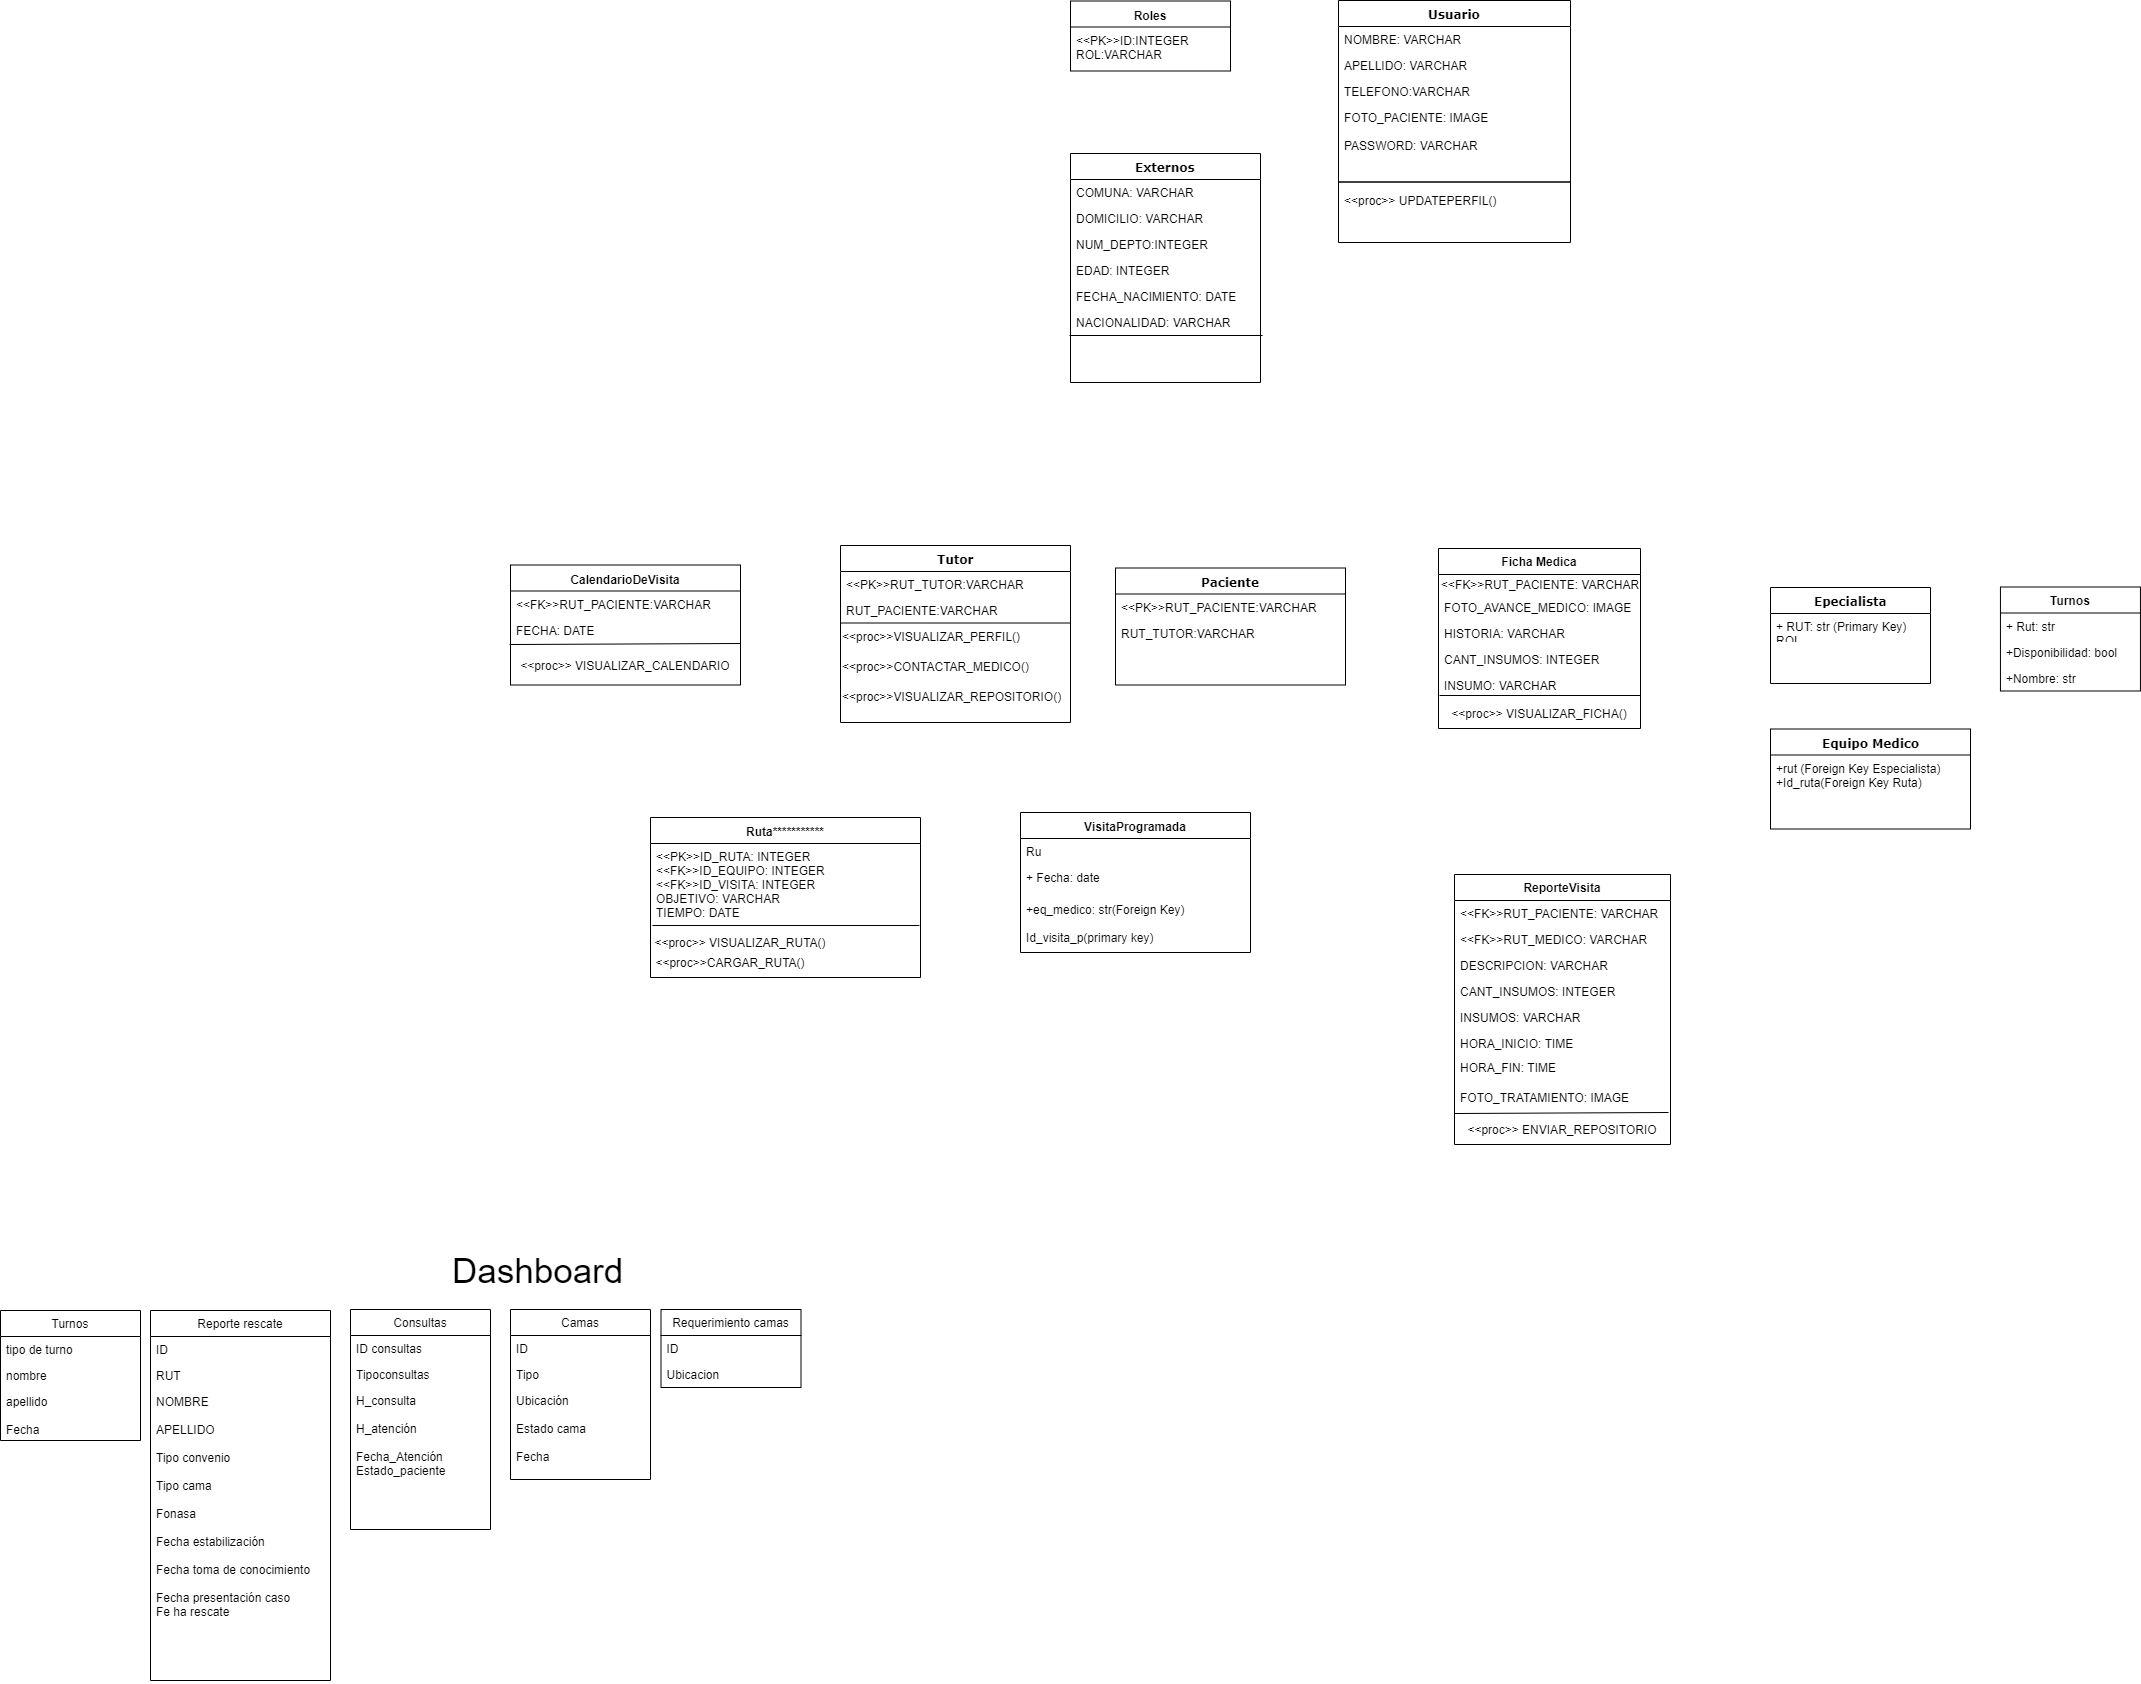 Roles
<<PK>>ID:INTEGER
ROL:VARCHAR
Usuario
NOMBRE: VARCHAR
APELLIDO: VARCHAR
TELEFONO:VARCHAR
FOTO_PACIENTE: IMAGE
PASSWORD: VARCHAR
<<proc>> UPDATEPERFIL()
Externos
COMUNA: VARCHAR
DOMICILIO: VARCHAR
NUM_DEPTO:INTEGER
EDAD: INTEGER
FECHA_NACIMIENTO: DATE
NACIONALIDAD: VARCHAR
CalendarioDeVisita
<<FK>>RUT_PACIENTE:VARCHAR
FECHA: DATE
<<proc>> VISUALIZAR_CALENDARIO
Tutor
<<PK>>RUT_TUTOR:VARCHAR
RUT_PACIENTE:VARCHAR
<<proc>>VISUALIZAR_PERFIL()
<<proc>>CONTACTAR_MEDICO()
<<proc>>VISUALIZAR_REPOSITORIO()
Paciente
<<PK>>RUT_PACIENTE:VARCHAR
RUT_TUTOR:VARCHAR
Ficha Medica
<<FK>>RUT_PACIENTE: VARCHAR
FOTO_AVANCE_MEDICO: IMAGE
HISTORIA: VARCHAR
CANT_INSUMOS: INTEGER
INSUMO: VARCHAR
<<proc>> VISUALIZAR_FICHA()
Epecialista
+ RUT: str (Primary Key)
ROL
Turnos
+ Rut: str
+Disponibilidad: bool
+Nombre: str
Equipo Medico
+rut (Foreign Key Especialista)
+Id_ruta(Foreign Key Ruta)
Ruta***********
<<PK>>ID_RUTA: INTEGER
<<FK>>ID_EQUIPO: INTEGER
<<FK>>ID_VISITA: INTEGER
OBJETIVO: VARCHAR
TIEMPO: DATE
<<proc>> VISUALIZAR_RUTA()
<<proc>>CARGAR_RUTA()
VisitaProgramada
Ru
+ Fecha: date
+eq_medico: str(Foreign Key)
Id_visita_p(primary key)
ReporteVisita
<<FK>>RUT_PACIENTE: VARCHAR
<<FK>>RUT_MEDICO: VARCHAR
DESCRIPCION: VARCHAR
CANT_INSUMOS: INTEGER
INSUMOS: VARCHAR
HORA_INICIO: TIME
HORA_FIN: TIME
FOTO_TRATAMIENTO: IMAGE
<<proc>> ENVIAR_REPOSITORIO
Dashboard
Turnos
tipo de turno
nombre
apellido
Fecha
Reporte rescate
ID
RUT
NOMBRE
APELLIDO
Tipo convenio
Tipo cama
Fonasa
Fecha estabilización
Fecha toma de conocimiento
Fecha presentación caso
Fe ha rescate
Consultas
ID consultas
Tipoconsultas
H_consulta
H_atención
Fecha_Atención
Estado_paciente
Camas
ID
Tipo
Ubicación
Estado cama
Fecha
Requerimiento camas
ID
Ubicacion